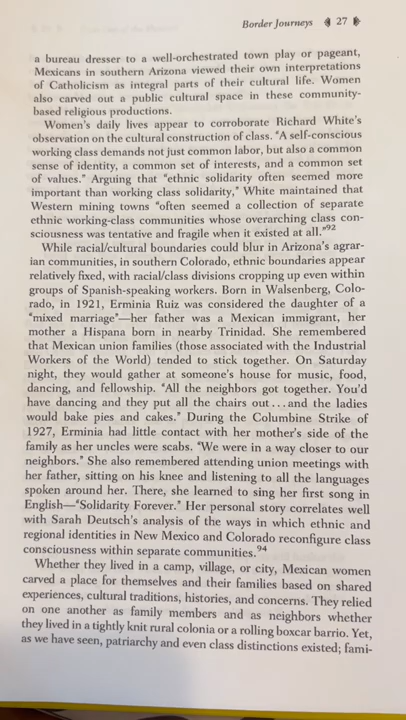 Border Journeys 27
a bureau dresser to a well-orchestrated town play or pageant,
Mexicans in southern Arizona viewed their own interpretations
of Catholicism as integral parts of their cultural life. Women
also carved out a public cultural space in these community-
based religious productions.
Women's daily lives appear to corroborate Richard White's
observation on the cultural construction of class. "A self-conscious
working class demands not just common labor, but also a common
sense of identity, a common set of interests, and a common set
of values." Arguing that "ethnic solidarity often seemed more
important than working class solidarity," White maintained that
Western mining towns "often seemed a collection of separate
ethnic working-class communities whose overarching class con-
sciousness was tentative and fragile when it existed at all."92
While racial/cultural boundaries could blur in Arizona's agrar-
ian communities, in southern Colorado, ethnic boundaries appear
relatively fixed, with racial/class divisions cropping up even within
groups of Spanish-speaking workers. Born in Walsenberg, Colo-
rado, in 1921, Erminia Ruiz was considered the daughter of a
"mixed marriage"—her father was a Mexican immigrant, her
mother a Hispana born in nearby Trinidad. She remembered
that Mexican union families (those associated with the Industrial
Workers of the World) tended to stick together. On Saturday
night, they would gather at someone's house for music, food,
dancing, and fellowship. "All the neighbors got together. You'd
have dancing and they put all the chairs out . . . and the ladies
would bake pies and cakes." During the Columbine Strike of
1927, Erminia had little contact with her mother's side of the
family as her uncles were scabs. "We were in a way closer to our
neighbors." She also remembered attending union meetings with
her father, sitting on his knee and listening to all the languages
spoken around her. There, she learned to sing her first song in
English—"Solidarity Forever." Her personal story correlates well
with Sarah Deutsch's analysis of the ways in which ethnic and
regional identities in New Mexico and Colorado reconfigure class
consciousness within separate communities.94
Whether they lived in a camp, village, or city, Mexican women
carved a place for themselves and their families based on shared
experiences, cultural traditions, histories, and concerns. They relied
on one another as family members and as neighbors whether
they lived in a tightly knit rural colonia or a rolling boxcar barrio. Yet,
as we have seen, patriarchy and even class distinctions existed; fami-